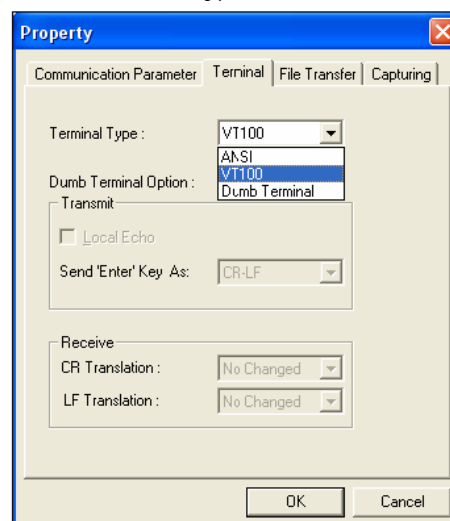 Property
Communication Parameter Terminal File Transfer Capturing
Terminal Type : VT100
ANSI
VT100
Dumb Terminal Option : Dumb Terminal
Transmit
Local Echo
Send 'Enter' Key As: CR-LF
Receive
CR Translation : No Changed
LF Translation : No Changed
OK Cancel